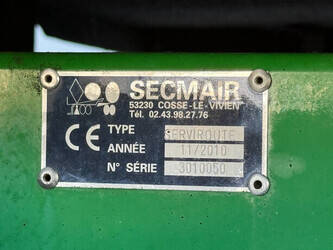 SECMAIR
53230 COSSE-LE-VIVIEN
Tél. 02.43.98.27.76
CE TYPE SERVIROUTE
ANNÉE 11/2010
N° SÉRIE 3010050